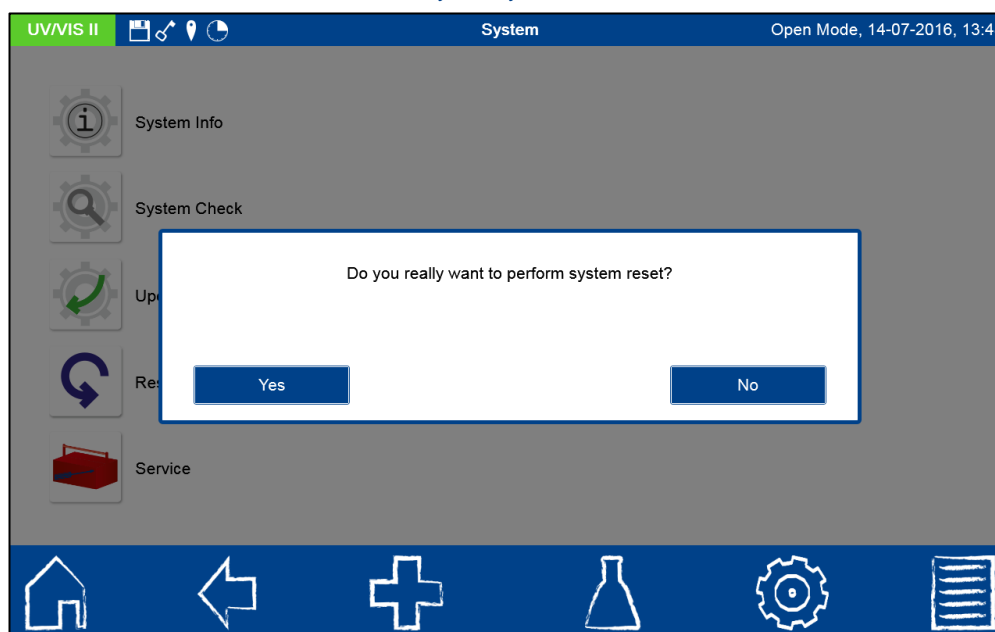 UV/VIS II
System
Open Mode, 14-07-2016, 13:4
System Info
System Check
Do you really want to perform system reset?
Yes
No
Service